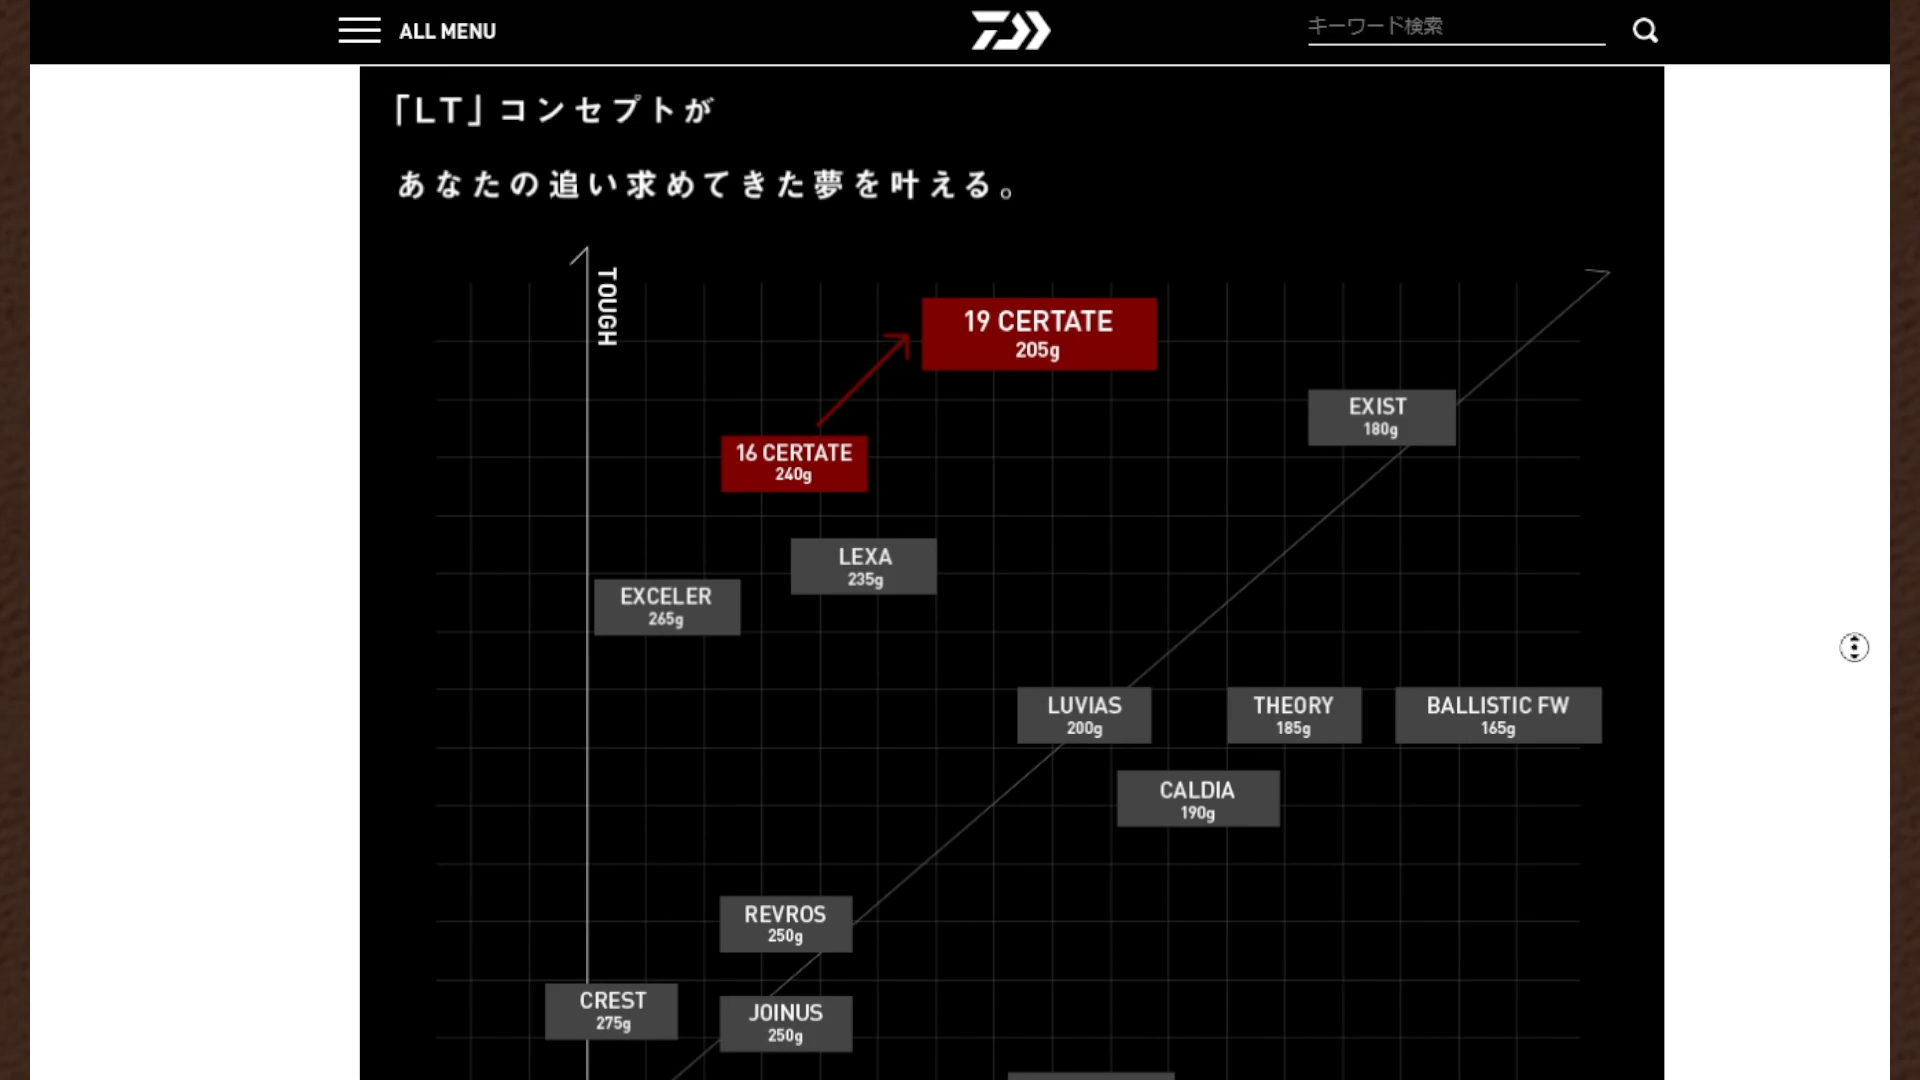 ALL MENU
キーワード検索
「LT」コンセプトが
あなたの追い求めてきた夢を叶える。
TOUGH
19 CERTATE
205g
EXIST
180g
16 CERTATE
240g
LEXA
235g
EXCELER
265g
LUVIAS
200g
THEORY
185g
BALLISTIC FW
165g
CALDIA
190g
REVROS
250g
CREST
275g
JOINUS
250g